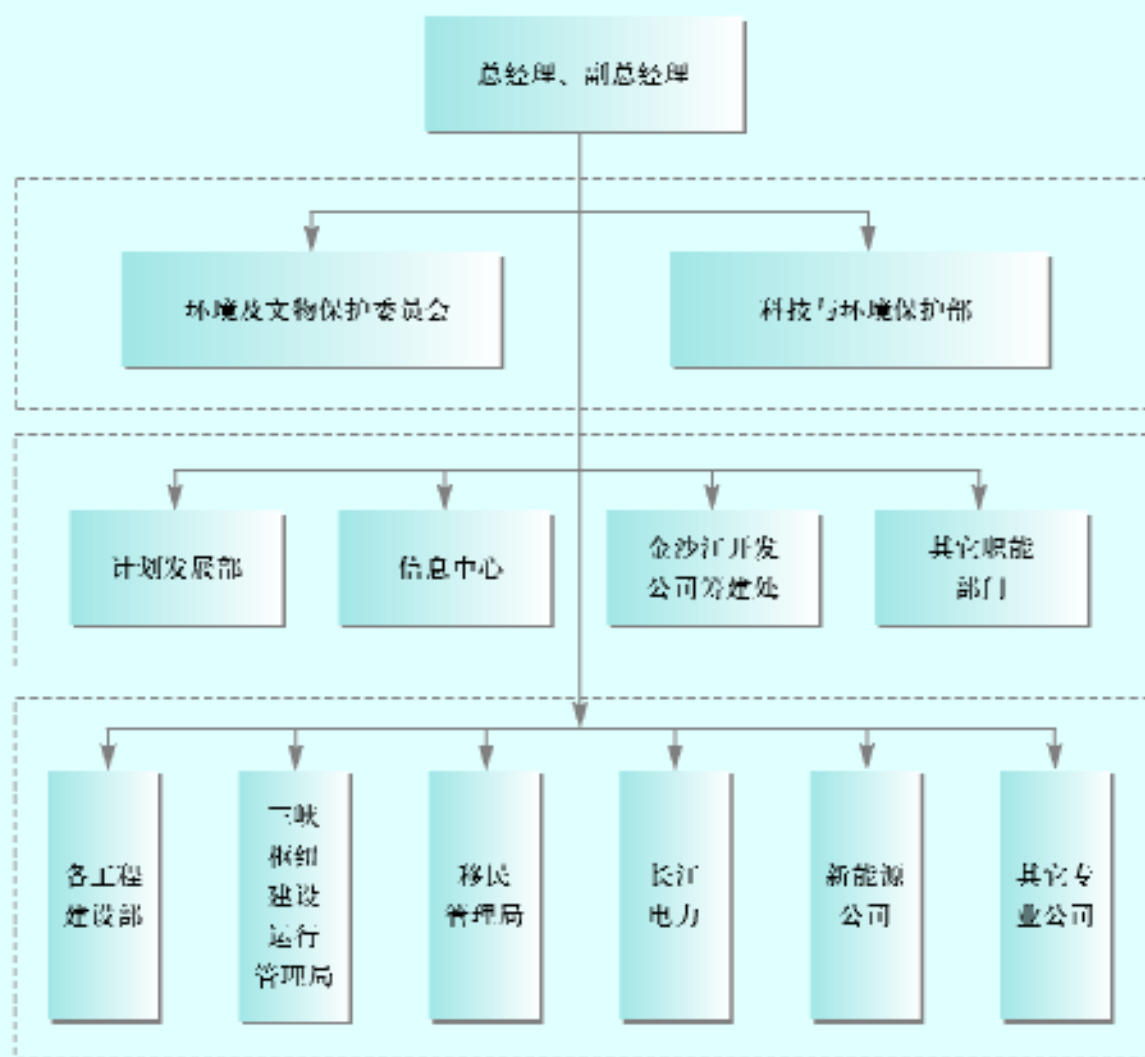 总经理、副总经理
环境及文物保护委员会
科技与环境保护部
计划发展部
信息中心
金沙江开发
公司筹建处
其它职能
部门
各工程
建设部
三峡
枢纽
建设
运行
管理局
移民
管理局
长江
电力
新能源
公司
其它专
业公司